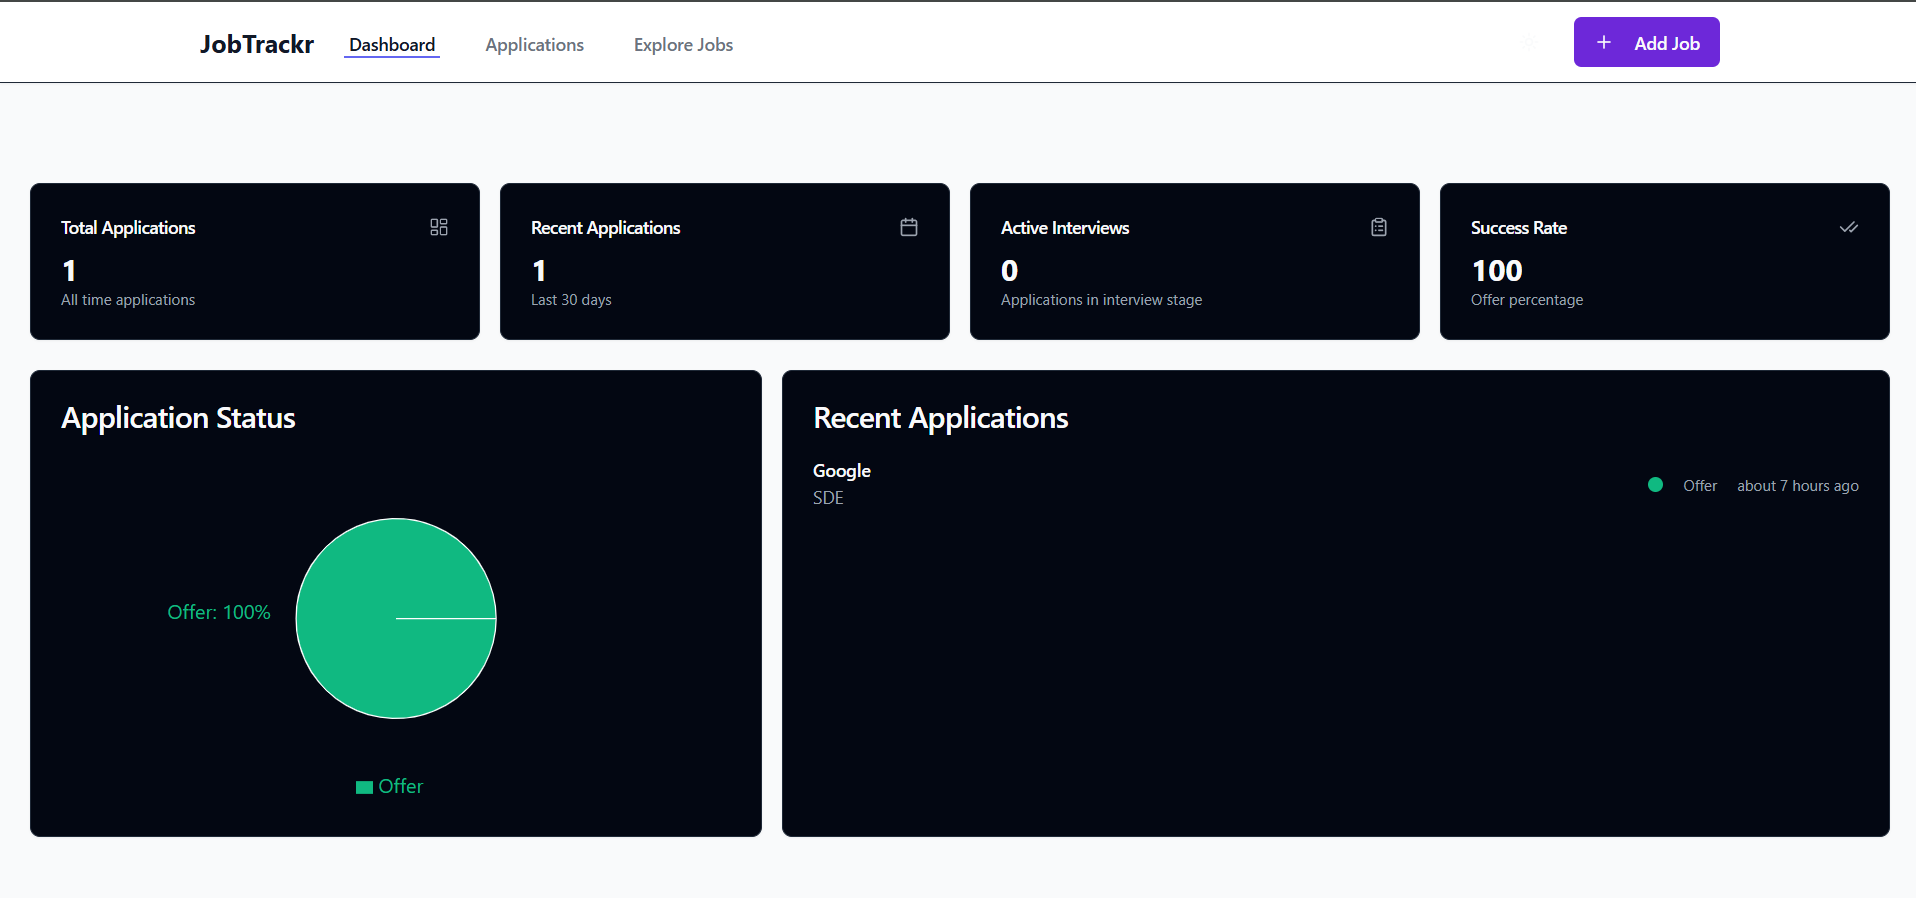 JobTrackr Dashboard Applications Explore Jobs Add Job
Total Applications
1
All time applications
Recent Applications
1
Last 30 days
Active Interviews
0
Applications in interview stage
Success Rate
100
Offer percentage
Application Status
Offer: 100%
Offer
Recent Applications
Google
SDE
Offer about 7 hours ago